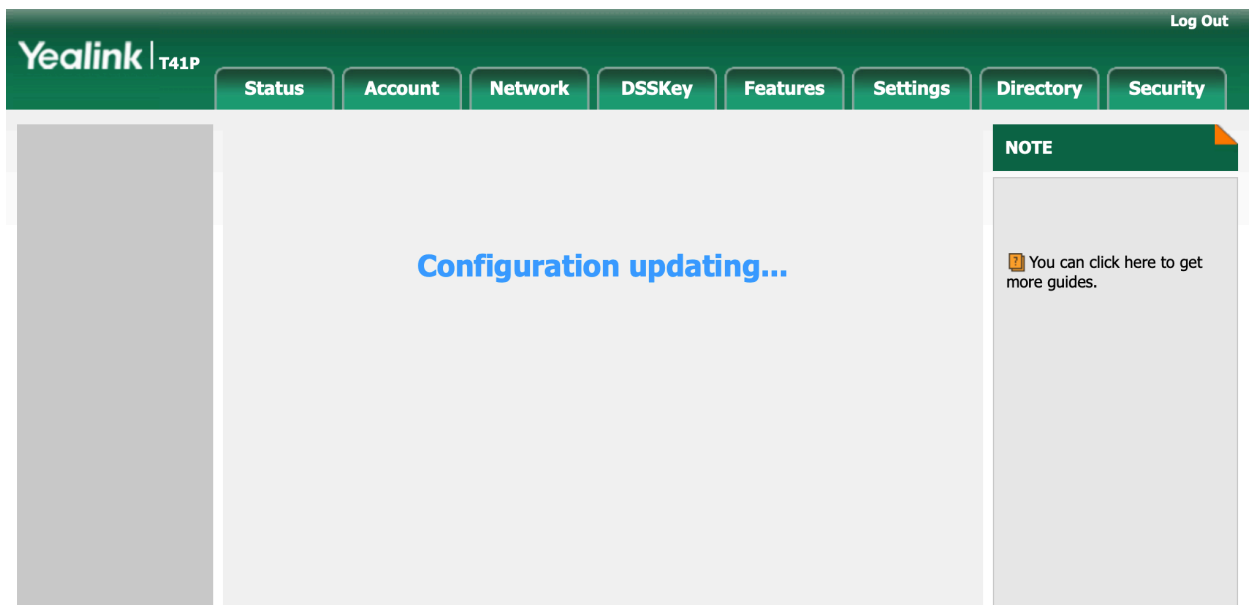 Log Out
Yealink T41P
Status Account Network DSSKey Features Settings Directory Security
NOTE
Configuration updating...
? You can click here to get
more guides.